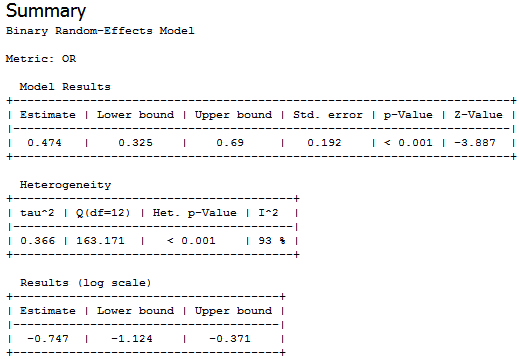 Summary
Binary Random-Effects Model
Metric: OR
Model Results
| Estimate | Lower bound | Upper bound | Std. error | p-Value | Z-Value |
| 0.474 | 0.325 | 0.69 | 0.192 | < 0.001 | -3.887 |
Heterogeneity
| tau^2 | Q(df=12) | Het. p-Value | I^2 |
| 0.366 | 163.171 | < 0.001 | 93 % |
Results (log scale)
| Estimate | Lower bound | Upper bound |
| -0.747 | -1.124 | -0.371 |